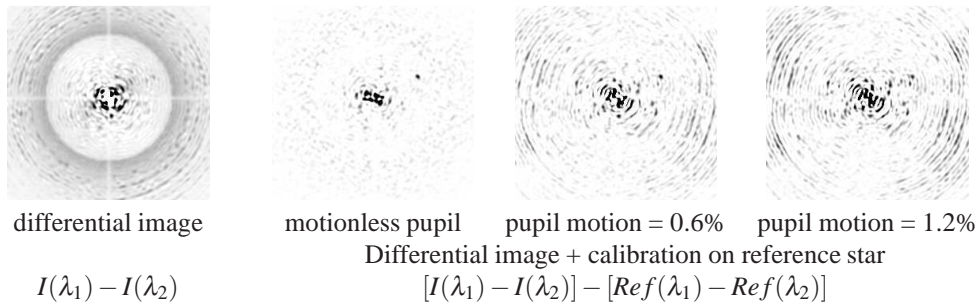 differential image motionless pupil pupil motion = 0.6% pupil motion = 1.2%
Differential image + calibration on reference star
I(λ₁) − I(λ₂) [I(λ₁) − I(λ₂)] − [Ref(λ₁) − Ref(λ₂)]